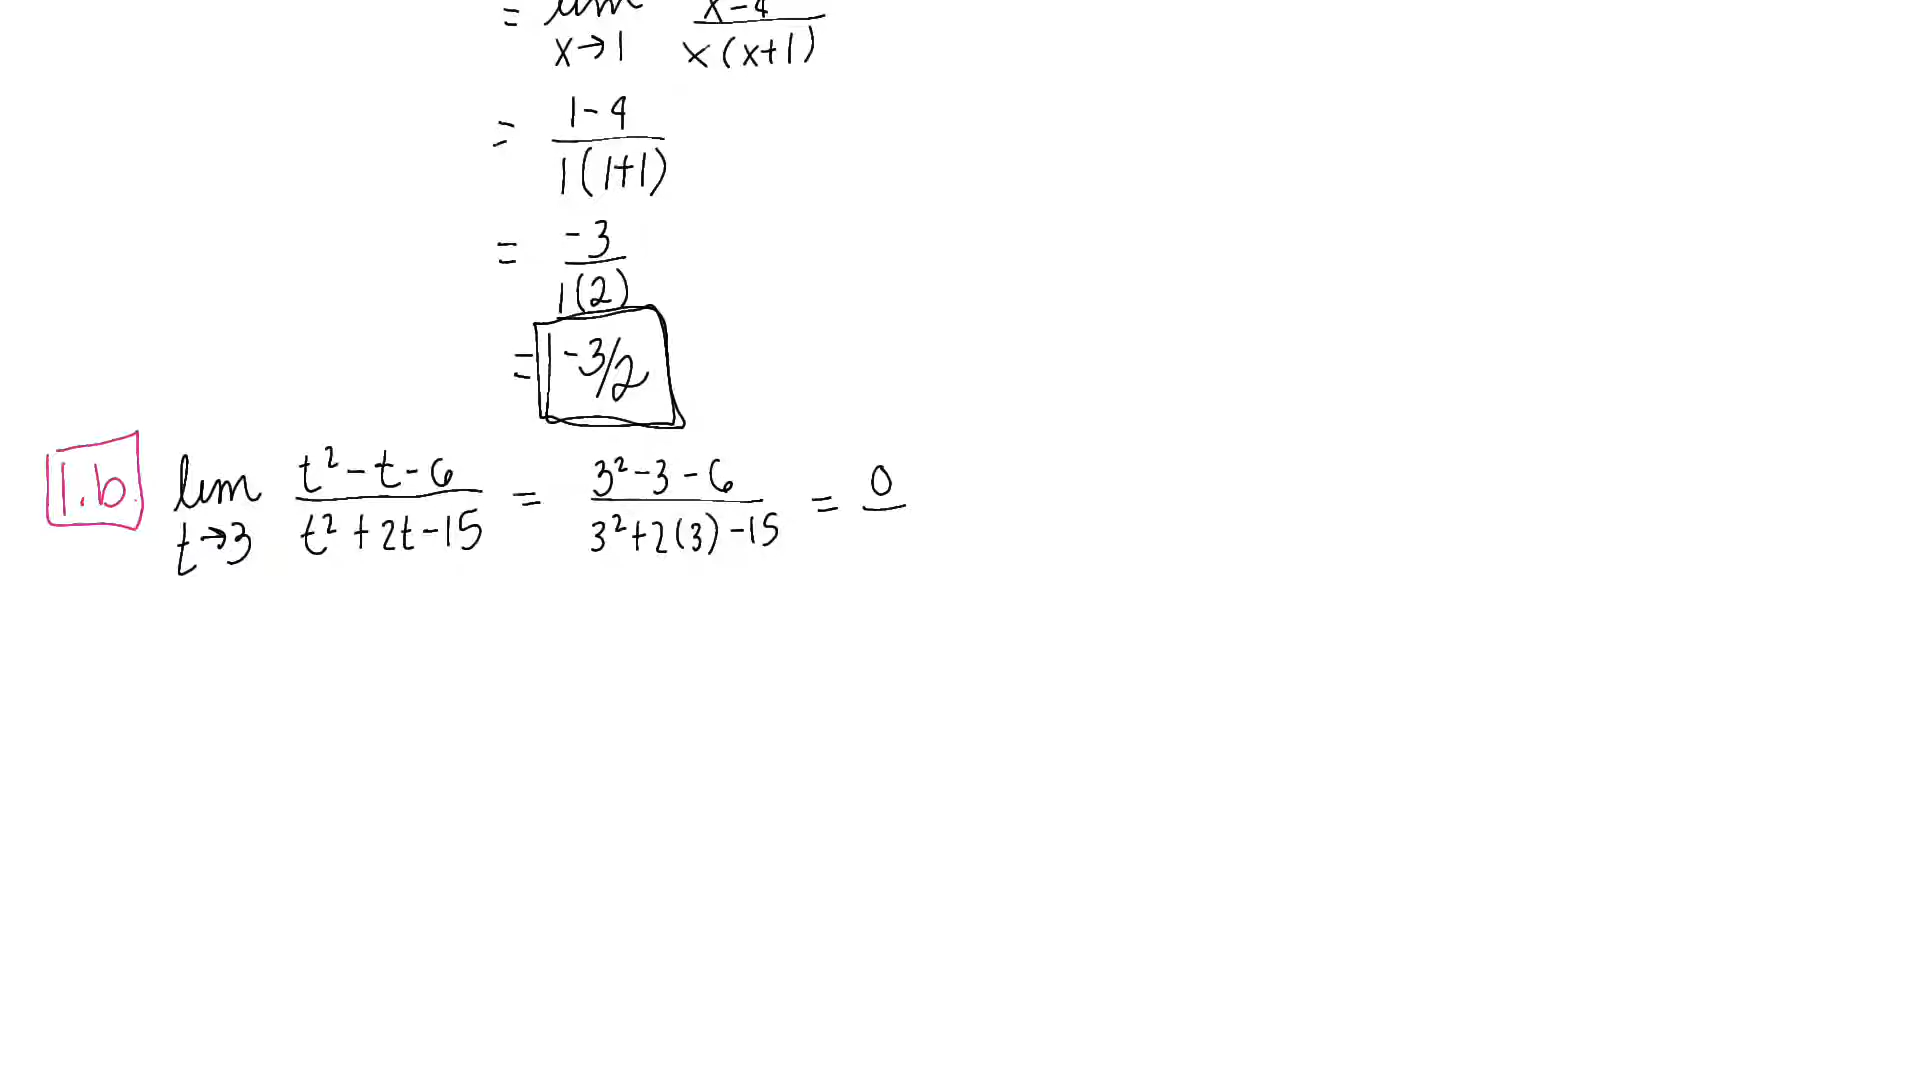 = lim x-4 / x(x+1)
x→1
= 1-4 / 1(1+1)
= -3 / 1(2)
= -3/2
1.b lim t→3 t²-t-6 / t²+2t-15 = 3²-3-6 / 3²+2(3)-15 = 0 /